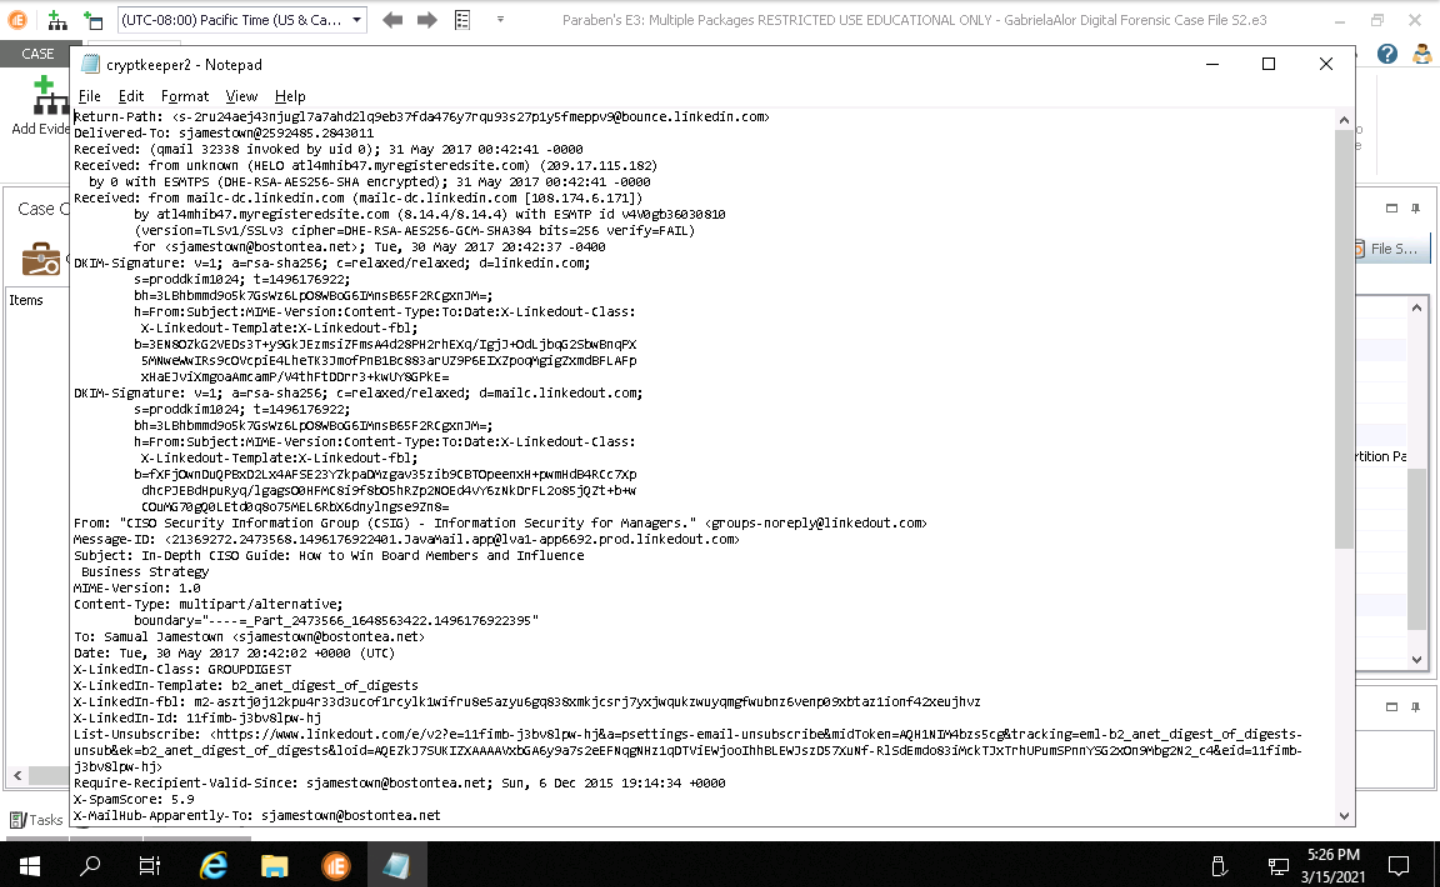 (UTC-08:00) Pacific Time (US & Ca...
Paraben's E3: Multiple Packages RESTRICTED USE EDUCATIONAL ONLY - GabrielaAlor Digital Forensic Case File S2.e3
CASE
cryptkeeper2 - Notepad
File Edit Format View Help
Add Evide
Case C
Items
File S...
rtition Pa
Return-Path: <s-2ru24aej43njugl7a7ahd2lq9eb37fda476y7rqu93s27p1y5fmeppv9@bounce.linkedin.com>
Delivered-To: sjamestown@2592485.2843011
Received: (qmail 32338 invoked by uid 0); 31 May 2017 00:42:41 -0000
Received: from unknown (HELO atl4mhib47.myregisteredsite.com) (209.17.115.182)
by 0 with ESMTPS (DHE-RSA-AES256-SHA encrypted); 31 May 2017 00:42:41 -0000
Received: from mailc-dc.linkedin.com (mailc-dc.linkedin.com [108.174.6.171])
by atl4mhib47.myregisteredsite.com (8.14.4/8.14.4) with ESMTP id v4V0gb36030810
(version=TLSv1/SSLv3 cipher=DHE-RSA-AES256-GCM-SHA384 bits=256 verify=FAIL)
for <sjamestown@bostontea.net>; Tue, 30 May 2017 20:42:37 -0400
DKIM-Signature: v=1; a=rsa-sha256; c=relaxed/relaxed; d=linkedin.com;
s=proddkim1024; t=1496176922;
bh=3LBhbmmd9o5k7GsWz6LpO8WBoG6IMnsB65F2RCgxnJM=;
h=From:Subject:MIME-Version:Content-Type:To:Date:X-Linkedout-Class:
X-Linkedout-Template:X-Linkedout-fbl;
b=3EN8OZkG2VEDs3T+y9GkJEzmsiZFmsA4d28PH2rhEXq/IgjJ+OdLjbqG2SbwBnqPX
5MNweWwIRs9cOVcpiE4LheTK3JmofPnB1Bc883arUZ9P6EIXZpoqMgigZxmdBFLAFp
xHaEJviXmgoaAmcamP/V4thFtDDrr3+kwUY8GPkE=
DKIM-Signature: v=1; a=rsa-sha256; c=relaxed/relaxed; d=mailc.linkedout.com;
s=proddkim1024; t=1496176922;
bh=3LBhbmmd9o5k7GsWz6LpO8WBoG6IMnsB65F2RCgxnJM=;
h=From:Subject:MIME-Version:Content-Type:To:Date:X-Linkedout-Class:
X-Linkedout-Template:X-Linkedout-fbl;
b=fXFjOwnDuQPBxD2Lx4AFSE23YZkpaDMzgav35zib9CBTOpeenxH+pwmHdB4RCc7Xp
dhcPJEBdHpuRyq/lgagsO0HFMC8i9f8bO5hRZp2NOEd4vY6zNkDrFL2o85jQZt+b+w
COuMG70gQ0LEtd0q8o75MEL6RbX6dnylngse9Zn8=
From: "CISO Security Information Group (CSIG) - Information Security for Managers." <groups-noreply@linkedout.com>
Message-ID: <21369272.2473568.1496176922401.JavaMail.app@lva1-app6692.prod.linkedout.com>
Subject: In-Depth CISO Guide: How to Win Board Members and Influence
Business Strategy
MIME-Version: 1.0
Content-Type: multipart/alternative;
boundary="----=_Part_2473566_1648563422.1496176922395"
To: Samual Jamestown <sjamestown@bostontea.net>
Date: Tue, 30 May 2017 20:42:02 +0000 (UTC)
X-LinkedIn-Class: GROUPDIGEST
X-LinkedIn-Template: b2_anet_digest_of_digests
X-LinkedIn-fbl: m2-asztj0j12kpu4r33d3ucof1rcylk1wifru8e5azyu6gq838xmkjcsrj7yxjwqukzwuyqmgfwubnz6venp09xbtaz1ionf42xeujhvz
X-LinkedIn-Id: 11fimb-j3bv8lpw-hj
List-Unsubscribe: <https://www.linkedout.com/e/v2?e=11fimb-j3bv8lpw-hj&a=psettings-email-unsubscribe&midToken=AQH1NIM4bzs5cg&tracking=eml-b2_anet_digest_of_digests-
unsub&ek=b2_anet_digest_of_digests&loid=AQEZkJ7SUKIZXAAAAVxbGA6y9a7s2eEFNqgNHz1qDTViEWjooIhhBLEWJszD57XuNf-RlSdEmdo83iMckTJxTrhUPumSPnnYSG2xOn9Mbg2N2_c4&eid=11fimb-
j3bv8lpw-hj>
Require-Recipient-Valid-Since: sjamestown@bostontea.net; Sun, 6 Dec 2015 19:14:34 +0000
X-SpamScore: 5.9
X-MailHub-Apparently-To: sjamestown@bostontea.net
Tasks
5:26 PM
3/15/2021